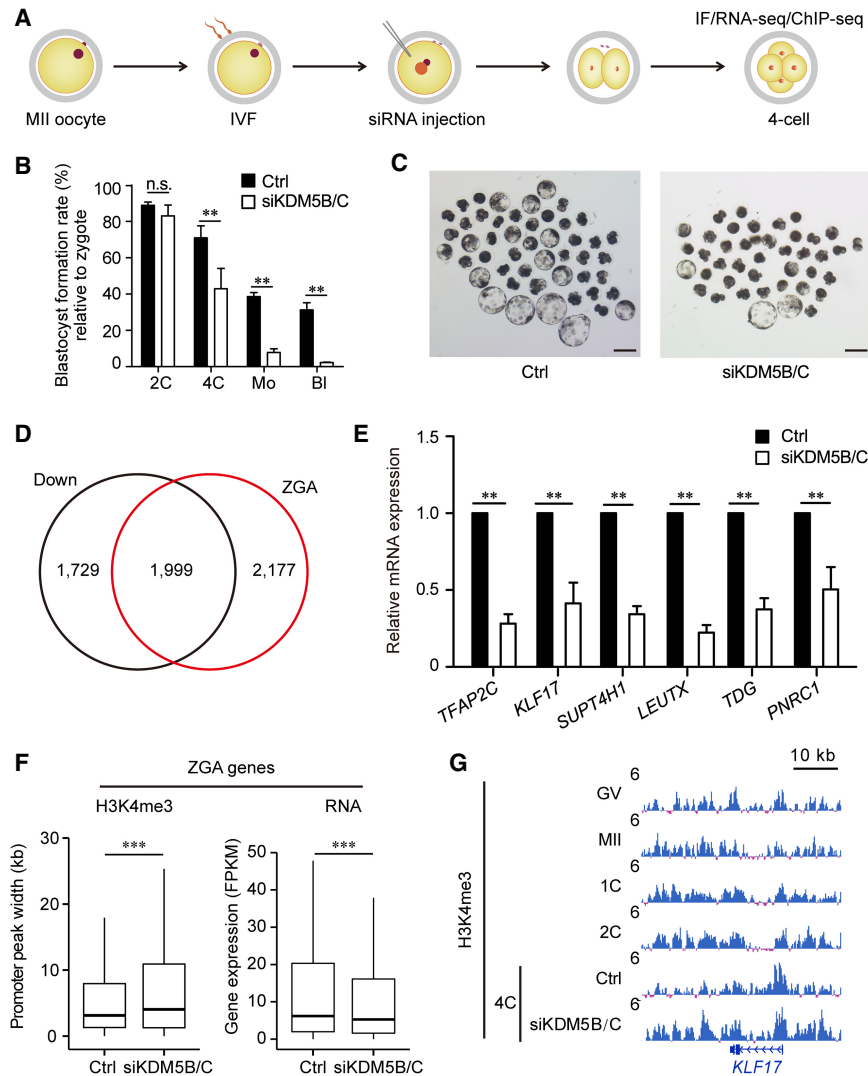 A
IF/RNA-seq/ChIP-seq
MII oocyte
IVF
siRNA injection
4-cell
B
Blastocyst formation rate (%)
relative to zygote
100
80
60
40
20
0
n.s.
**
**
**
Ctrl
siKDM5B/C
2C
4C
Mo
Bl
C
Ctrl
siKDM5B/C
D
Down
ZGA
1,729
1,999
2,177
E
Relative mRNA expression
1.5
1.0
0.5
0
Ctrl
siKDM5B/C
**
**
**
**
**
**
TFAP2C
KLF17
SUPT4H1
LEUTX
TDG
PNRC1
F
ZGA genes
H3K4me3
RNA
Promoter peak width (kb)
30
20
10
0
***
Ctrl
siKDM5B/C
Gene expression (FPKM)
50
40
30
20
10
0
***
Ctrl
siKDM5B/C
G
10 kb
H3K4me3
6
GV
6
MII
6
1C
6
2C
6
4C
Ctrl
6
siKDM5B/C
KLF17